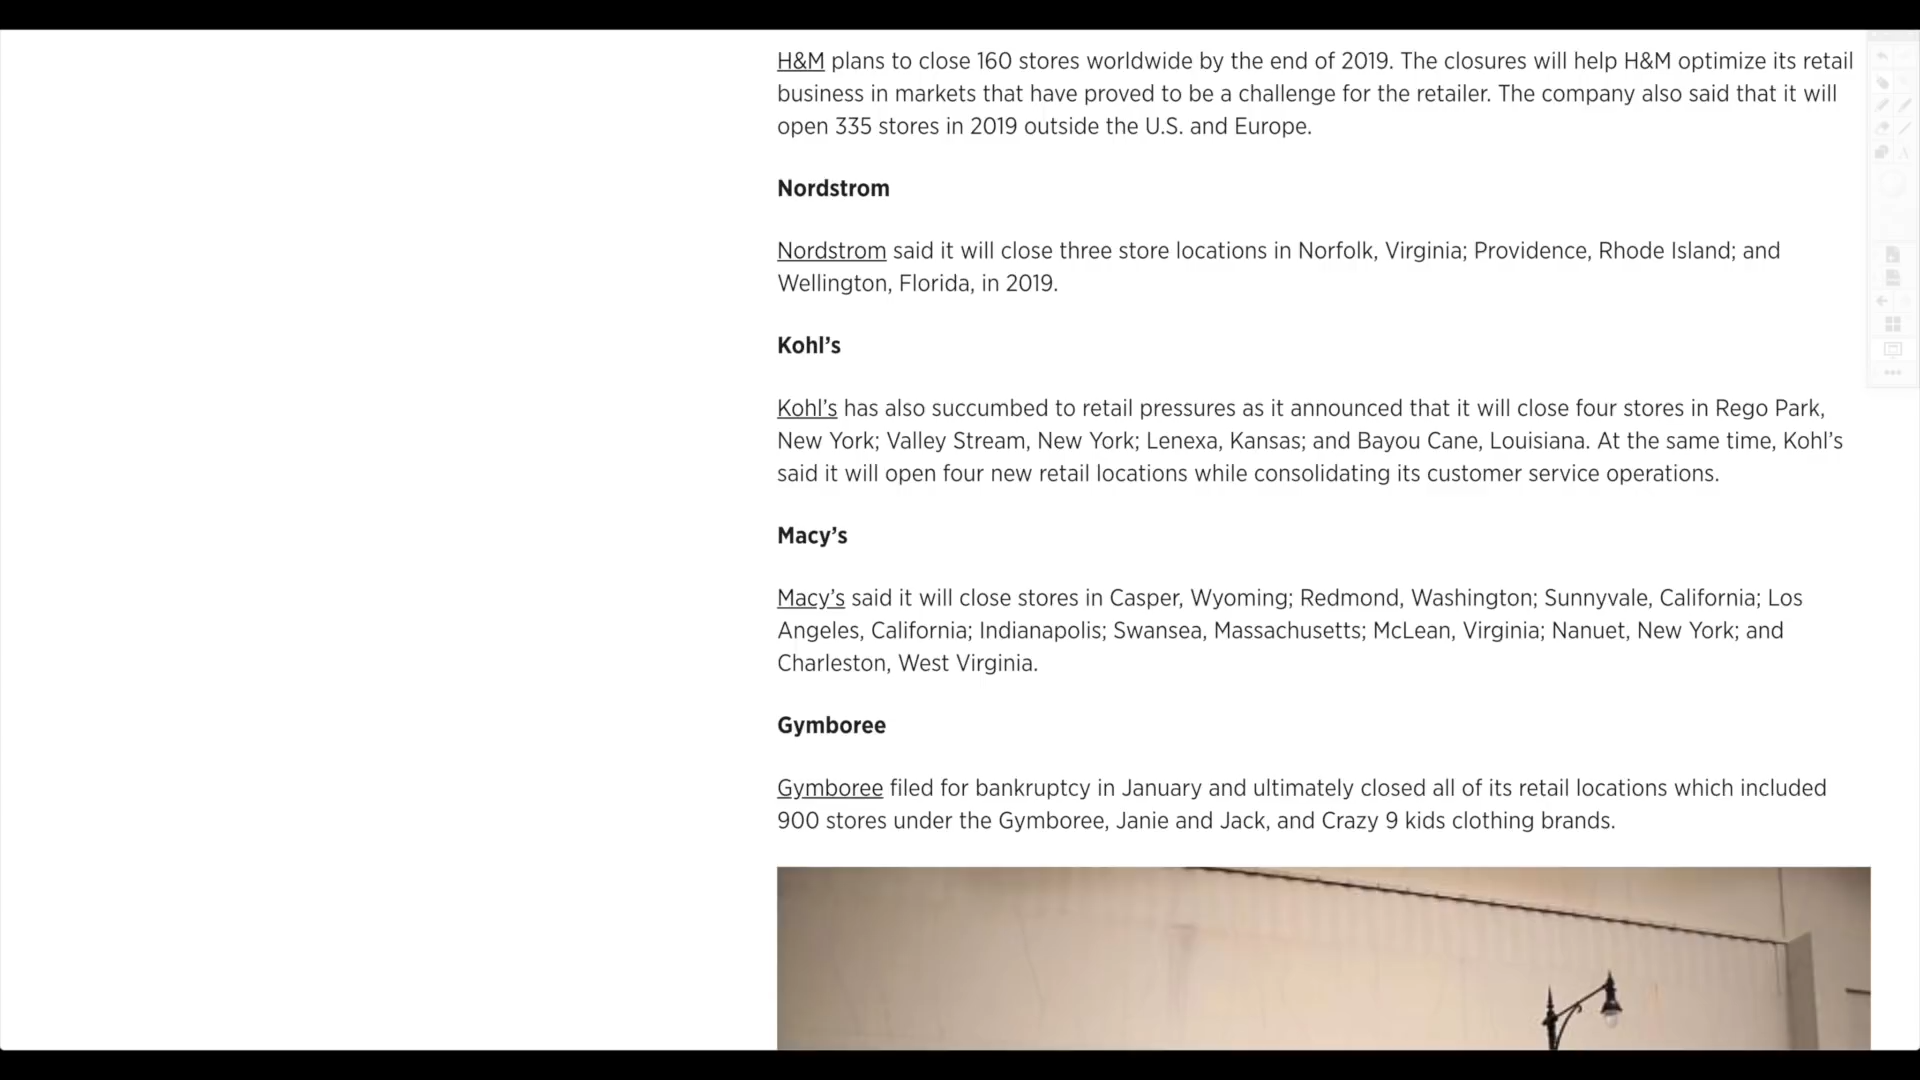 H&M plans to close 160 stores worldwide by the end of 2019. The closures will help H&M optimize its retail
business in markets that have proved to be a challenge for the retailer. The company also said that it will
open 335 stores in 2019 outside the U.S. and Europe.
Nordstrom
Nordstrom said it will close three store locations in Norfolk, Virginia; Providence, Rhode Island; and
Wellington, Florida, in 2019.
Kohl’s
Kohl’s has also succumbed to retail pressures as it announced that it will close four stores in Rego Park,
New York; Valley Stream, New York; Lenexa, Kansas; and Bayou Cane, Louisiana. At the same time, Kohl’s
said it will open four new retail locations while consolidating its customer service operations.
Macy’s
Macy’s said it will close stores in Casper, Wyoming; Redmond, Washington; Sunnyvale, California; Los
Angeles, California; Indianapolis; Swansea, Massachusetts; McLean, Virginia; Nanuet, New York; and
Charleston, West Virginia.
Gymboree
Gymboree filed for bankruptcy in January and ultimately closed all of its retail locations which included
900 stores under the Gymboree, Janie and Jack, and Crazy 9 kids clothing brands.